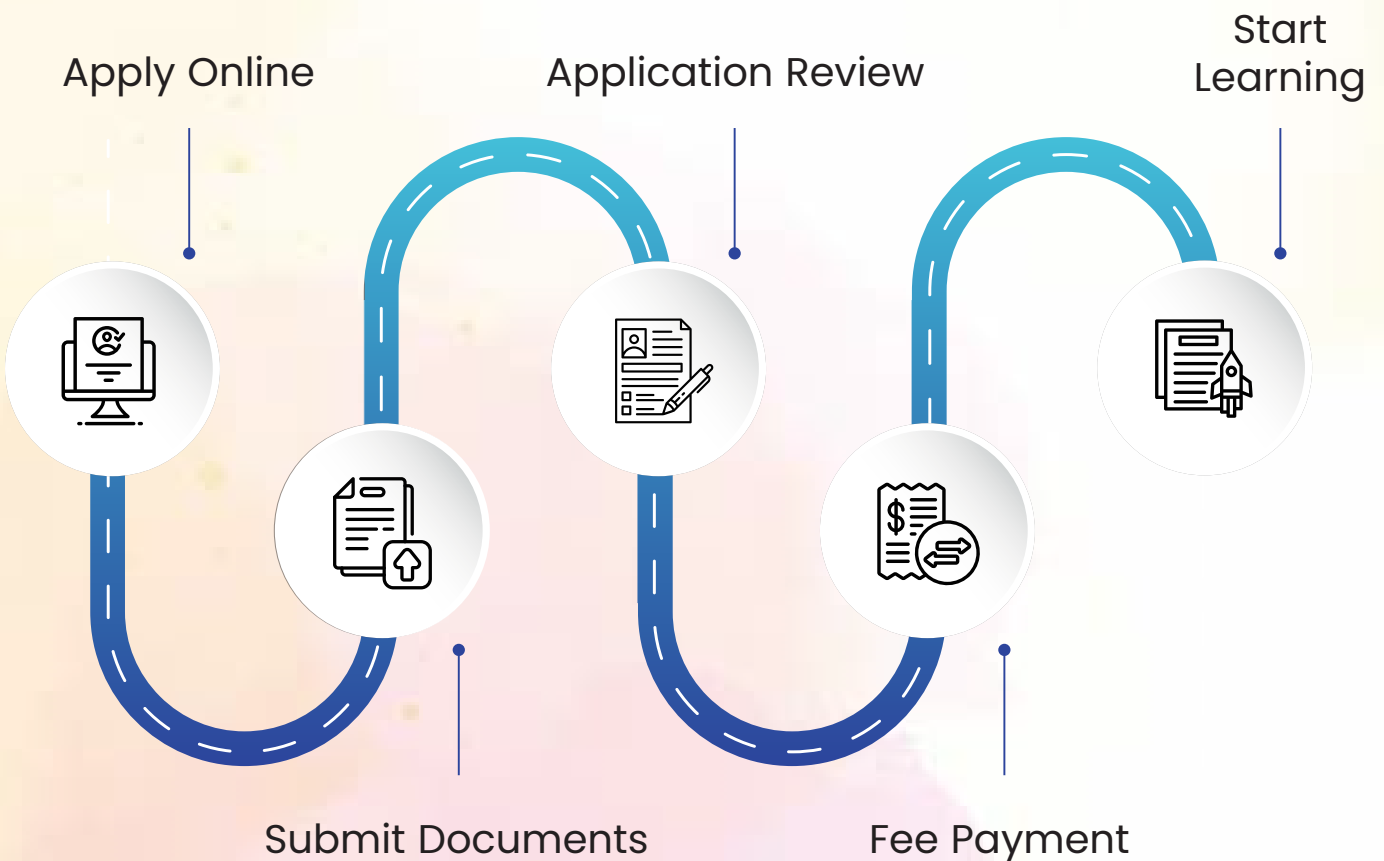 Apply Online
Submit Documents
Application Review
Fee Payment
Start
Learning
$